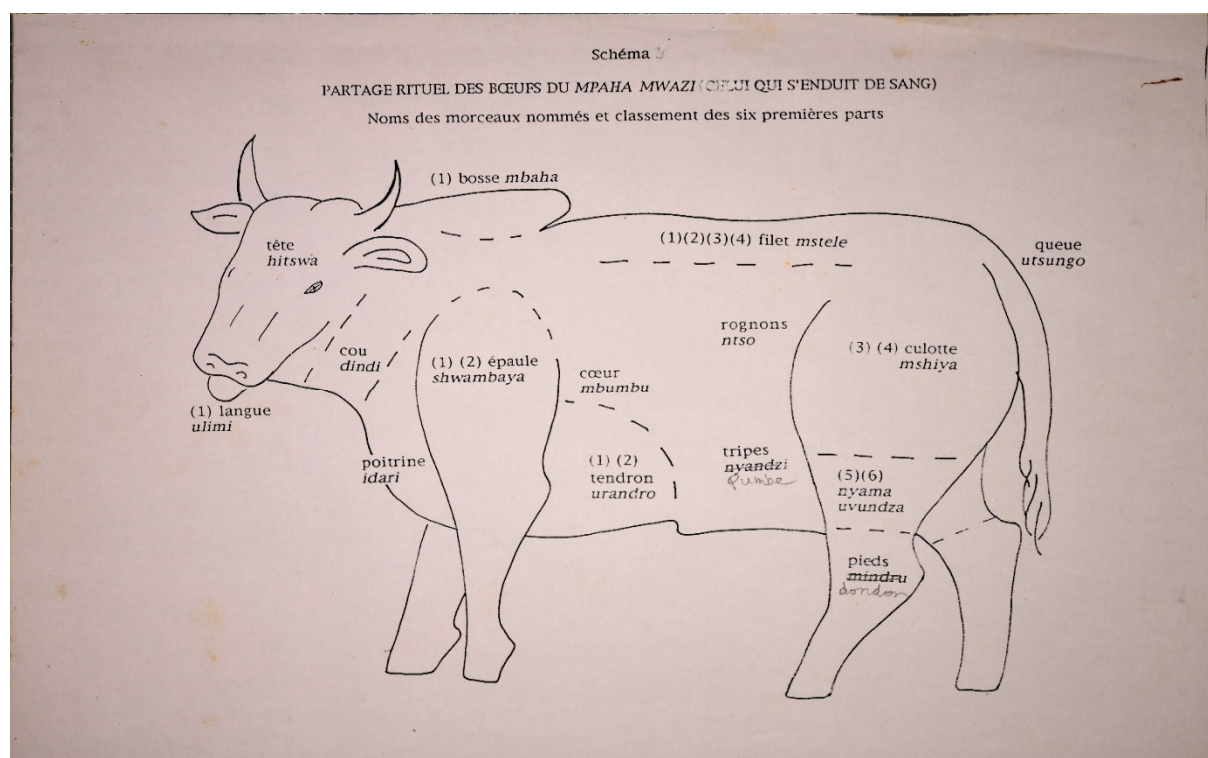 Schéma
PARTAGE RITUEL DES BŒUFS DU MPAHA MWAZI (CELUI QUI S'ENDUIT DE SANG)
Noms des morceaux nommés et classement des six premières parts
(1) bosse mbaha
tête
hitswa
(1)(2)(3)(4) filet mstele
queue
utsungo
cou
dindi
(1) (2) épaule
shwambaya
cœur
mbumbu
rognons
ntso
(3) (4) culotte
mshiya
(1) langue
ulimi
poitrine
idari
(1) (2)
tendron
urandro
tripes
nyandzi
(5)(6)
nyama
uvundza
pieds
mindru